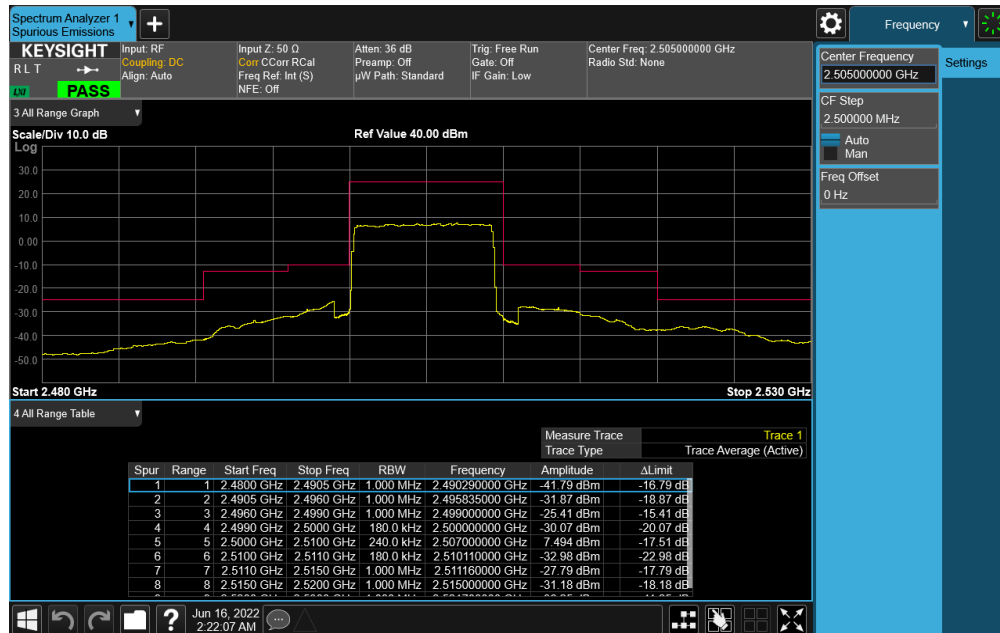 Spectrum Analyzer 1
Spurious Emissions
Frequency
KEYSIGHT
R L T
LXI
PASS
Input: RF
Coupling: DC
Align: Auto
Input Z: 50 Ω
Corr CCorr RCal
Freq Ref: Int (S)
NFE: Off
Atten: 36 dB
Preamp: Off
µW Path: Standard
Trig: Free Run
Gate: Off
IF Gain: Low
Center Freq: 2.505000000 GHz
Radio Std: None
Center Frequency
2.505000000 GHz
Settings
CF Step
2.500000 MHz
Auto
Man
Freq Offset
0 Hz
3 All Range Graph
Scale/Div 10.0 dB
Ref Value 40.00 dBm
Log
30.0
20.0
10.0
0.00
-10.0
-20.0
-30.0
-40.0
-50.0
Start 2.480 GHz
Stop 2.530 GHz
4 All Range Table
Measure Trace Trace 1
Trace Type Trace Average (Active)
Spur Range Start Freq Stop Freq RBW Frequency Amplitude ΔLimit
1 1 2.4800 GHz 2.4905 GHz 1.000 MHz 2.490290000 GHz -41.79 dBm -16.79 dB
2 2 2.4905 GHz 2.4960 GHz 1.000 MHz 2.495835000 GHz -31.87 dBm -18.87 dB
3 3 2.4960 GHz 2.4990 GHz 1.000 MHz 2.499000000 GHz -25.41 dBm -15.41 dB
4 4 2.4990 GHz 2.5000 GHz 180.0 kHz 2.500000000 GHz -30.07 dBm -20.07 dB
5 5 2.5000 GHz 2.5100 GHz 240.0 kHz 2.507000000 GHz 7.494 dBm -17.51 dB
6 6 2.5100 GHz 2.5110 GHz 180.0 kHz 2.510110000 GHz -32.98 dBm -22.98 dB
7 7 2.5110 GHz 2.5150 GHz 1.000 MHz 2.511160000 GHz -27.79 dBm -17.79 dB
8 8 2.5150 GHz 2.5200 GHz 1.000 MHz 2.515000000 GHz -31.18 dBm -18.18 dB
Jun 16, 2022
2:22:07 AM